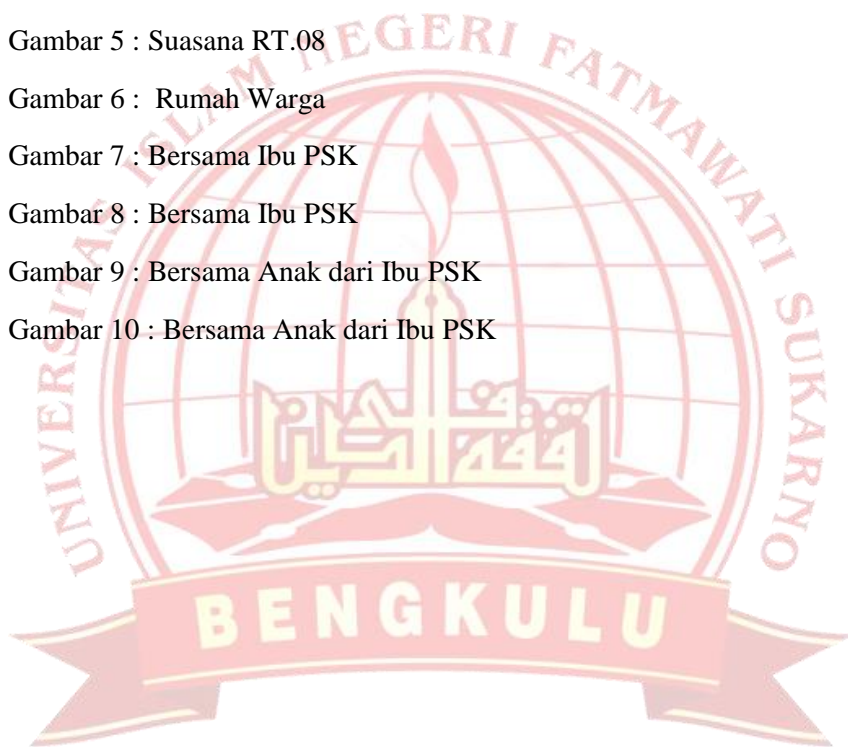 Gambar 5 : Suasana RT.08
Gambar 6 :  Rumah Warga
Gambar 7 : Bersama Ibu PSK
Gambar 8 : Bersama Ibu PSK
Gambar 9 : Bersama Anak dari Ibu PSK
Gambar 10 : Bersama Anak dari Ibu PSK
UNIVERSITAS ISLAM NEGERI FATMAWATI SUKARNO
BENGKULU